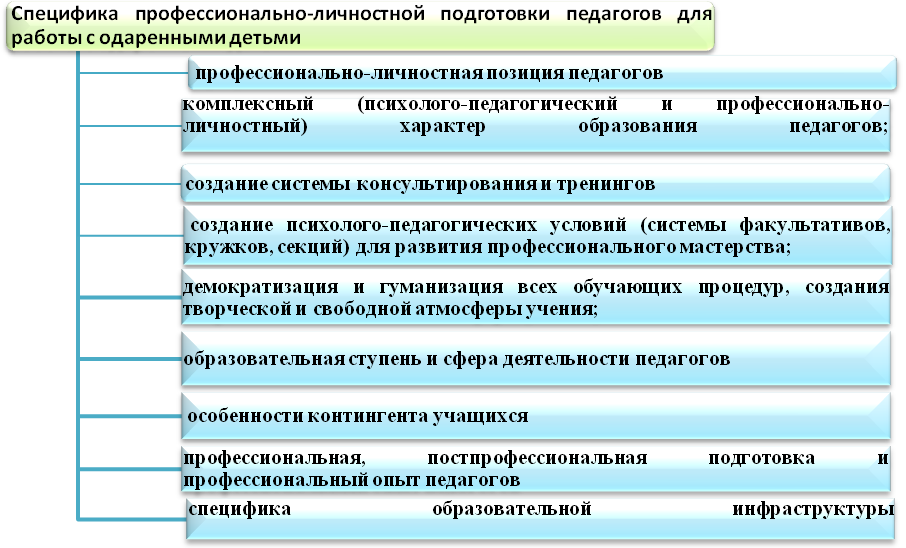 Специфика профессионально-личностной подготовки педагогов для
работы с одаренными детьми
профессионально-личностная позиция педагогов
комплексный (психолого-педагогический и профессионально-
личностный) характер образования педагогов;
создание системы консультирования и тренингов
создание психолого-педагогических условий (системы факультативов,
кружков, секций) для развития профессионального мастерства;
демократизация и гуманизация всех обучающих процедур, создания
творческой и свободной атмосферы учения;
образовательная ступень и сфера деятельности педагогов
особенности контингента учащихся
профессиональная, постпрофессиональная подготовка и
профессиональный опыт педагогов
специфика образовательной инфраструктуры